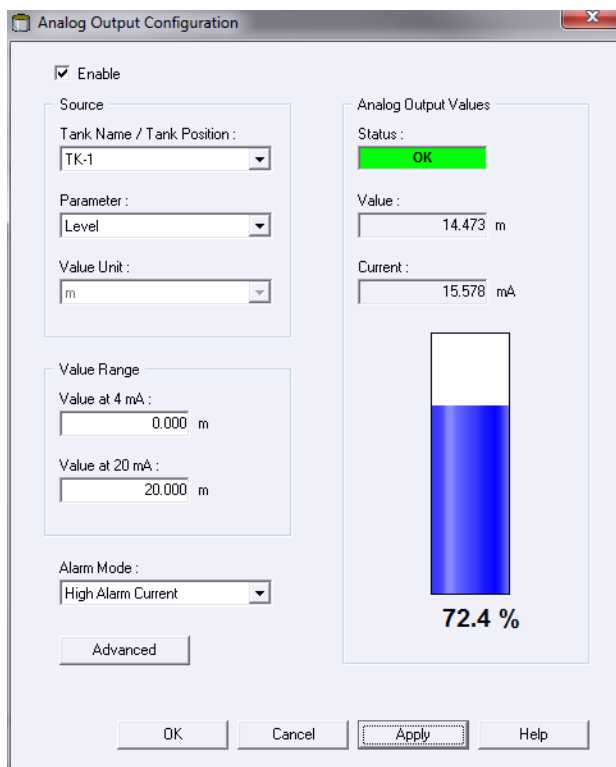 Analog Output Configuration
Enable
Source
Tank Name / Tank Position :
TK-1
Parameter :
Level
Value Unit :
m
Value Range
Value at 4 mA :
0.000 m
Value at 20 mA :
20.000 m
Alarm Mode :
High Alarm Current
Advanced
Analog Output Values
Status :
OK
Value :
14.473 m
Current :
15.578 mA
72.4 %
OK
Cancel
Apply
Help